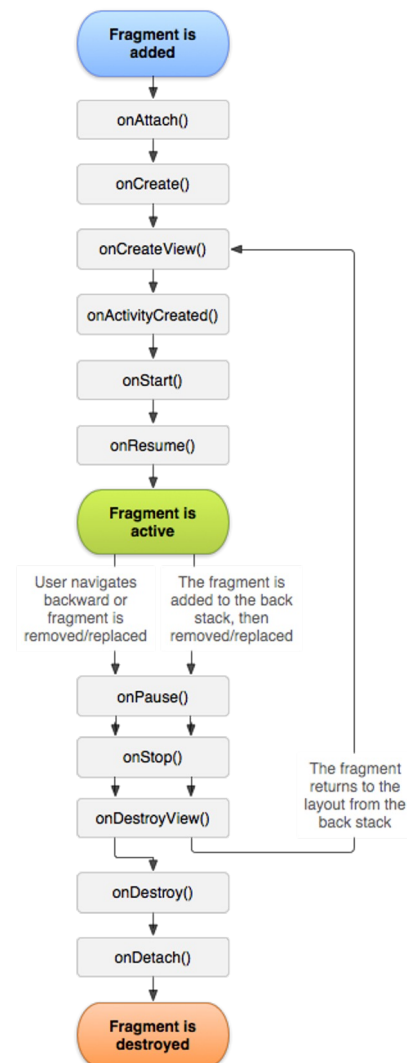 Fragment is
added
onAttach()
onCreate()
onCreateView()
onActivityCreated()
onStart()
onResume()
Fragment is
active
User navigates
backward or
fragment is
removed/replaced
The fragment is
added to the back
stack, then
removed/replaced
onPause()
onStop()
The fragment
returns to the
layout from the
back stack
onDestroyView()
onDestroy()
onDetach()
Fragment is
destroyed